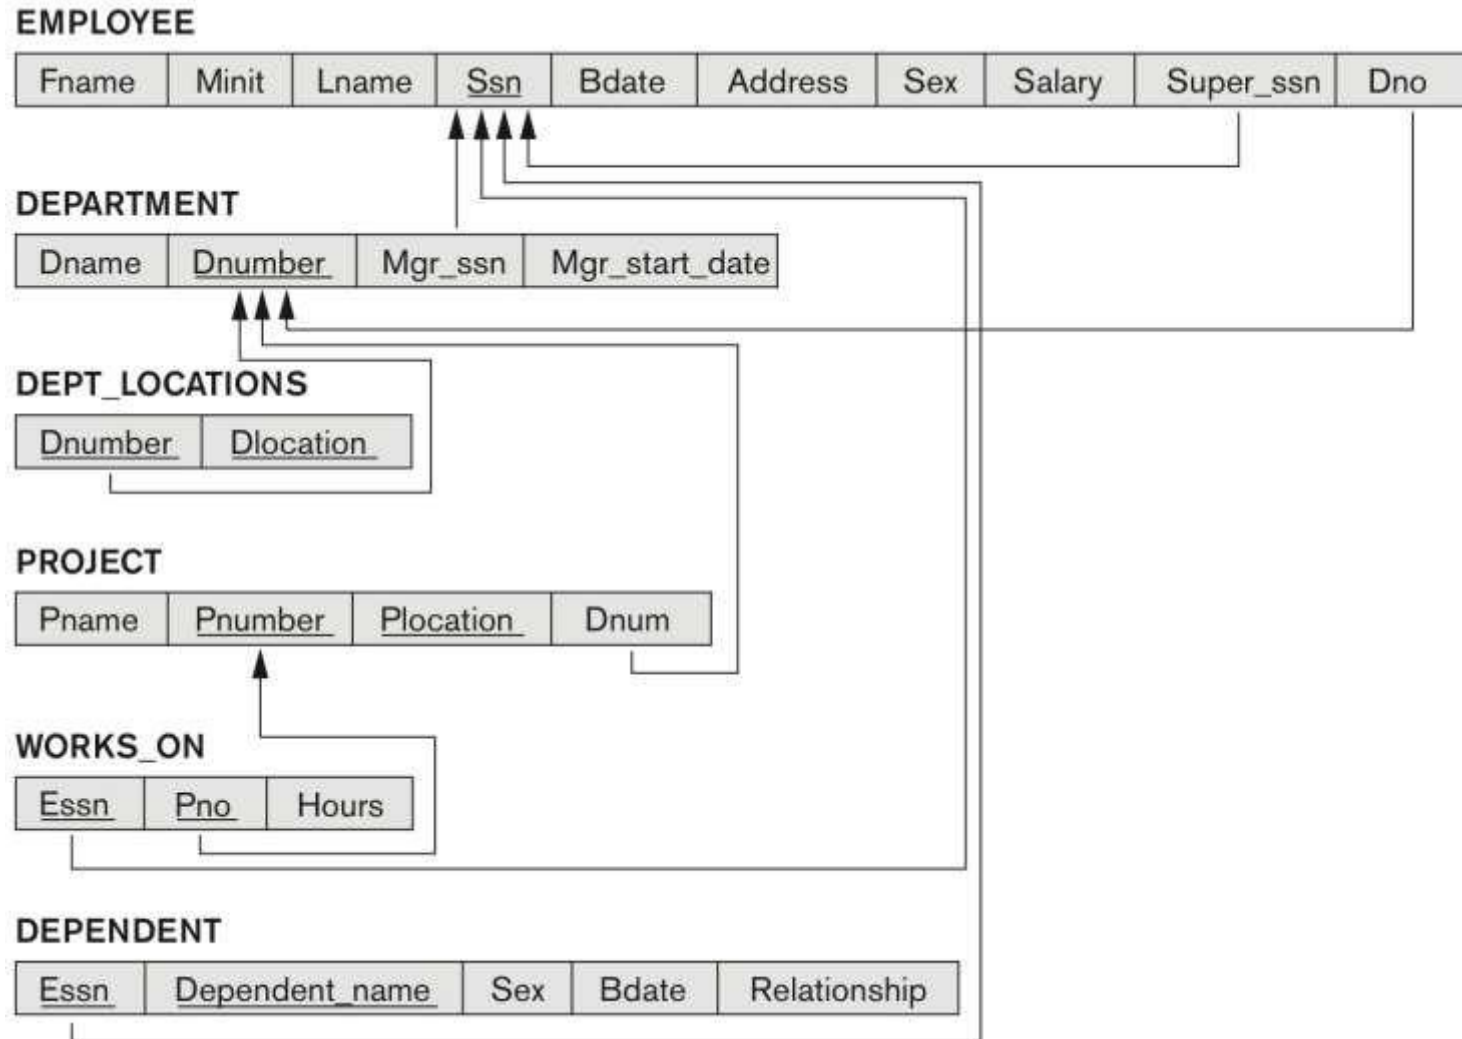 EMPLOYEE
Fname Minit Lname Ssn Bdate Address Sex Salary Super_ssn Dno
DEPARTMENT
Dname Dnumber Mgr_ssn Mgr_start_date
DEPT_LOCATIONS
Dnumber Dlocation
PROJECT
Pname Pnumber Plocation Dnum
WORKS_ON
Essn Pno Hours
DEPENDENT
Essn Dependent_name Sex Bdate Relationship